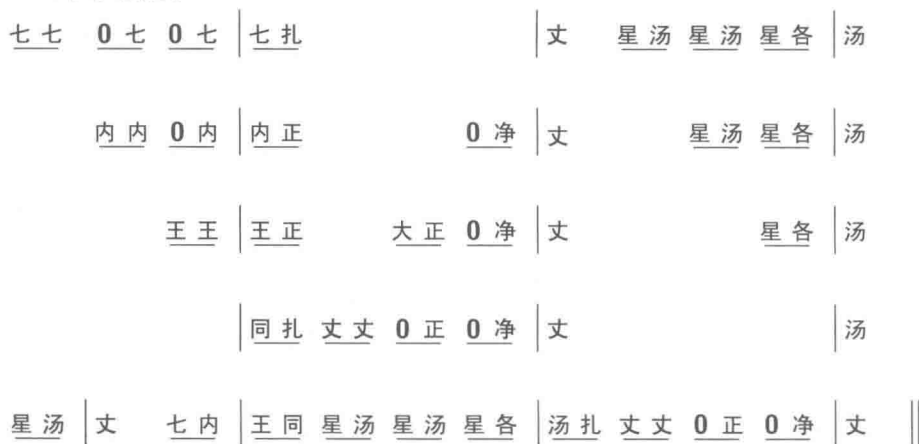 七七 0七 0七 | 七扎 | 丈 星汤 星汤 星各 | 汤
内内 0内 | 内正 0净 | 丈 星汤 星各 | 汤
王王 | 王正 大正 0净 | 丈 星各 | 汤
| 同扎 丈丈 0正 0净 | 丈 | 汤
星汤 | 丈 七内 | 王同 星汤 星汤 星各 | 汤扎 丈丈 0正 0净 | 丈 ||